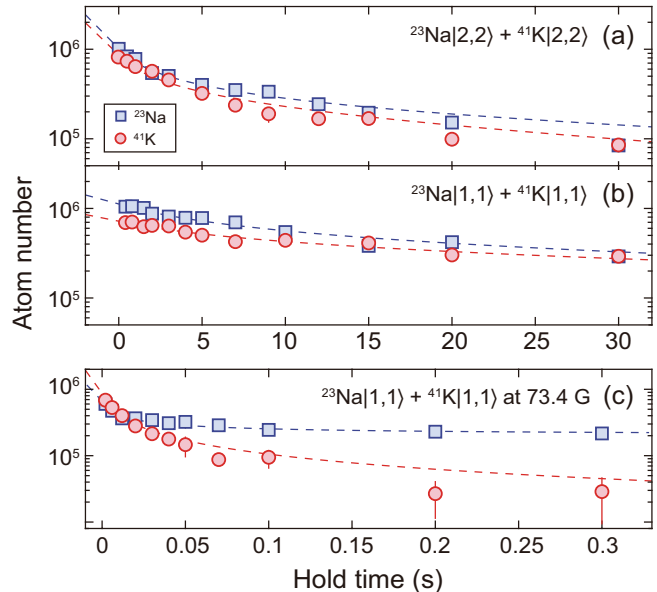 ²³Na|2,2⟩ + ⁴¹K|2,2⟩ (a)
10⁶
²³Na
⁴¹K
10⁵
²³Na|1,1⟩ + ⁴¹K|1,1⟩ (b)
10⁶
Atom number
10⁵
0 5 10 15 20 25 30
10⁶
²³Na|1,1⟩ + ⁴¹K|1,1⟩ at 73.4 G (c)
10⁵
0 0.05 0.1 0.15 0.2 0.25 0.3
Hold time (s)